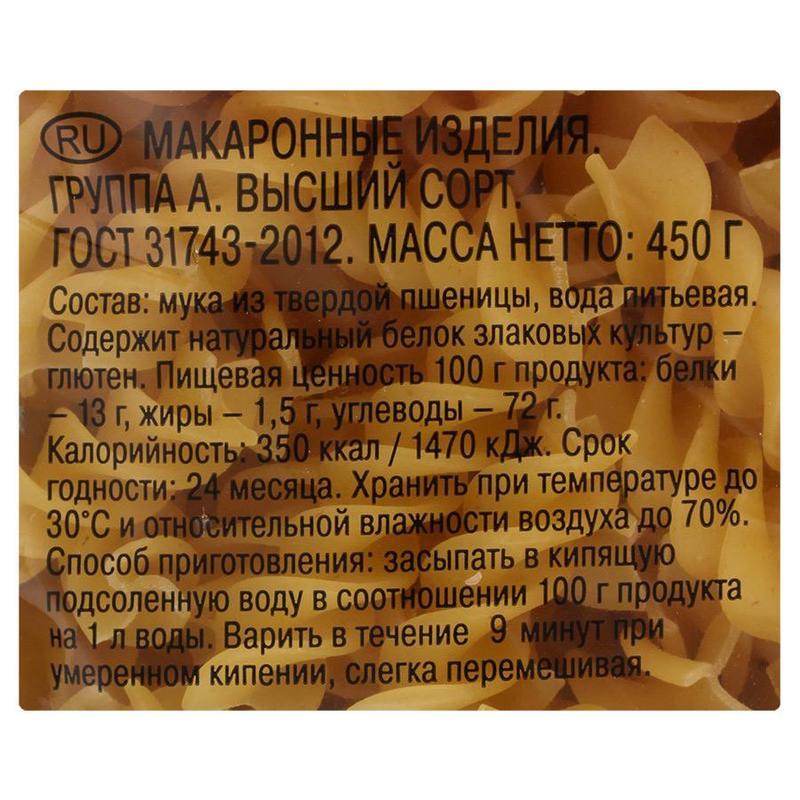 RU МАКАРОННЫЕ ИЗДЕЛИЯ.
ГРУППА А. ВЫСШИЙ СОРТ.
ГОСТ 31743-2012. МАССА НЕТТО: 450 Г
Состав: мука из твердой пшеницы, вода питьевая.
Содержит натуральный белок злаковых культур –
глютен. Пищевая ценность 100 г продукта: белки
– 13 г, жиры – 1,5 г, углеводы – 72 г.
Калорийность: 350 ккал / 1470 кДж. Срок
годности: 24 месяца. Хранить при температуре до
30°С и относительной влажности воздуха до 70%.
Способ приготовления: засыпать в кипящую
подсоленную воду в соотношении 100 г продукта
на 1 л воды. Варить в течение 9 минут при
умеренном кипении, слегка перемешивая.